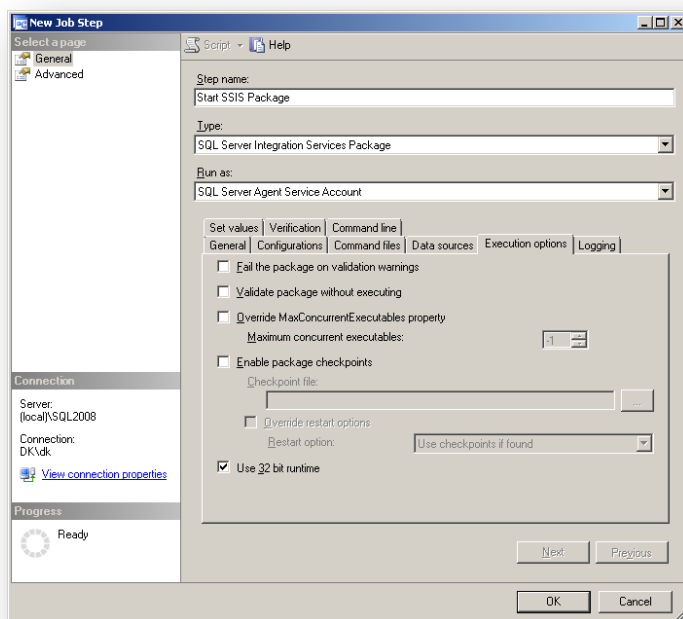 New Job Step
Select a page
General
Advanced
Script
Help
Step name:
Start SSIS Package
Type:
SQL Server Integration Services Package
Run as:
SQL Server Agent Service Account
Set values
Verification
Command line
General
Configurations
Command files
Data sources
Execution options
Logging
Fail the package on validation warnings
Validate package without executing
Override MaxConcurrentExecutables property
Maximum concurrent executables:
-1
Enable package checkpoints
Checkpoint file:
...
Override restart options
Restart option:
Use checkpoints if found
Use 32 bit runtime
Connection
Server:
(local)\SQL2008
Connection:
DK\dk
View connection properties
Progress
Ready
Next
Previous
OK
Cancel